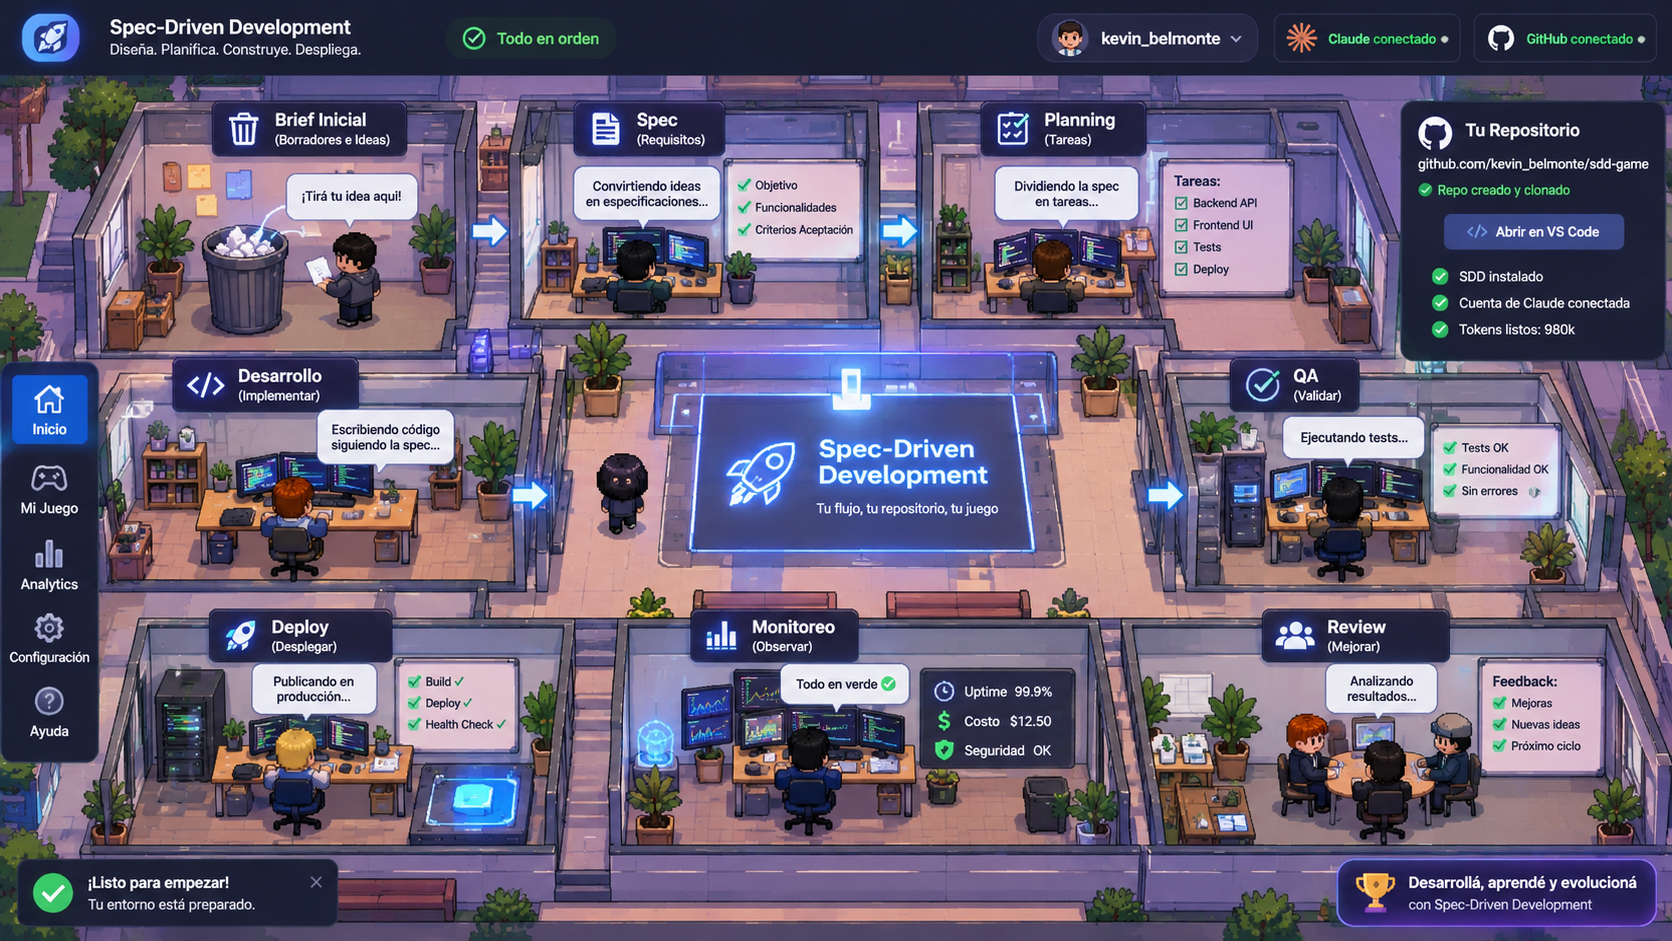 Spec-Driven Development
Diseña. Planifica. Construye. Despliega.
Todo en orden
kevin_belmonte
Claude conectado
GitHub conectado
Brief Inicial
(Borradores e Ideas)
¡Tirá tu idea aqui!
Spec
(Requisitos)
Convirtiendo ideas
en especificaciones...
Objetivo
Funcionalidades
Criterios Aceptación
Planning
(Tareas)
Dividiendo la spec
en tareas...
Tareas:
Backend API
Frontend UI
Tests
Deploy
Tu Repositorio
github.com/kevin_belmonte/sdd-game
Repo creado y clonado
</> Abrir en VS Code
SDD instalado
Cuenta de Claude conectada
Tokens listos: 980k
Inicio
Mi Juego
Analytics
Configuración
Ayuda
</> Desarrollo
(Implementar)
Escribiendo código
siguiendo la spec...
Spec-Driven
Development
Tu flujo, tu repositorio, tu juego
QA
(Validar)
Ejecutando tests...
Tests OK
Funcionalidad OK
Sin errores
Deploy
(Desplegar)
Publicando en
producción...
Build ✓
Deploy ✓
Health Check ✓
Monitoreo
(Observar)
Todo en verde
Uptime 99.9%
$ Costo $12.50
Seguridad OK
Review
(Mejorar)
Analizando
resultados...
Feedback:
Mejoras
Nuevas ideas
Próximo ciclo
¡Listo para empezar!
Tu entorno está preparado.
Desarrollá, aprendé y evolucioná
con Spec-Driven Development